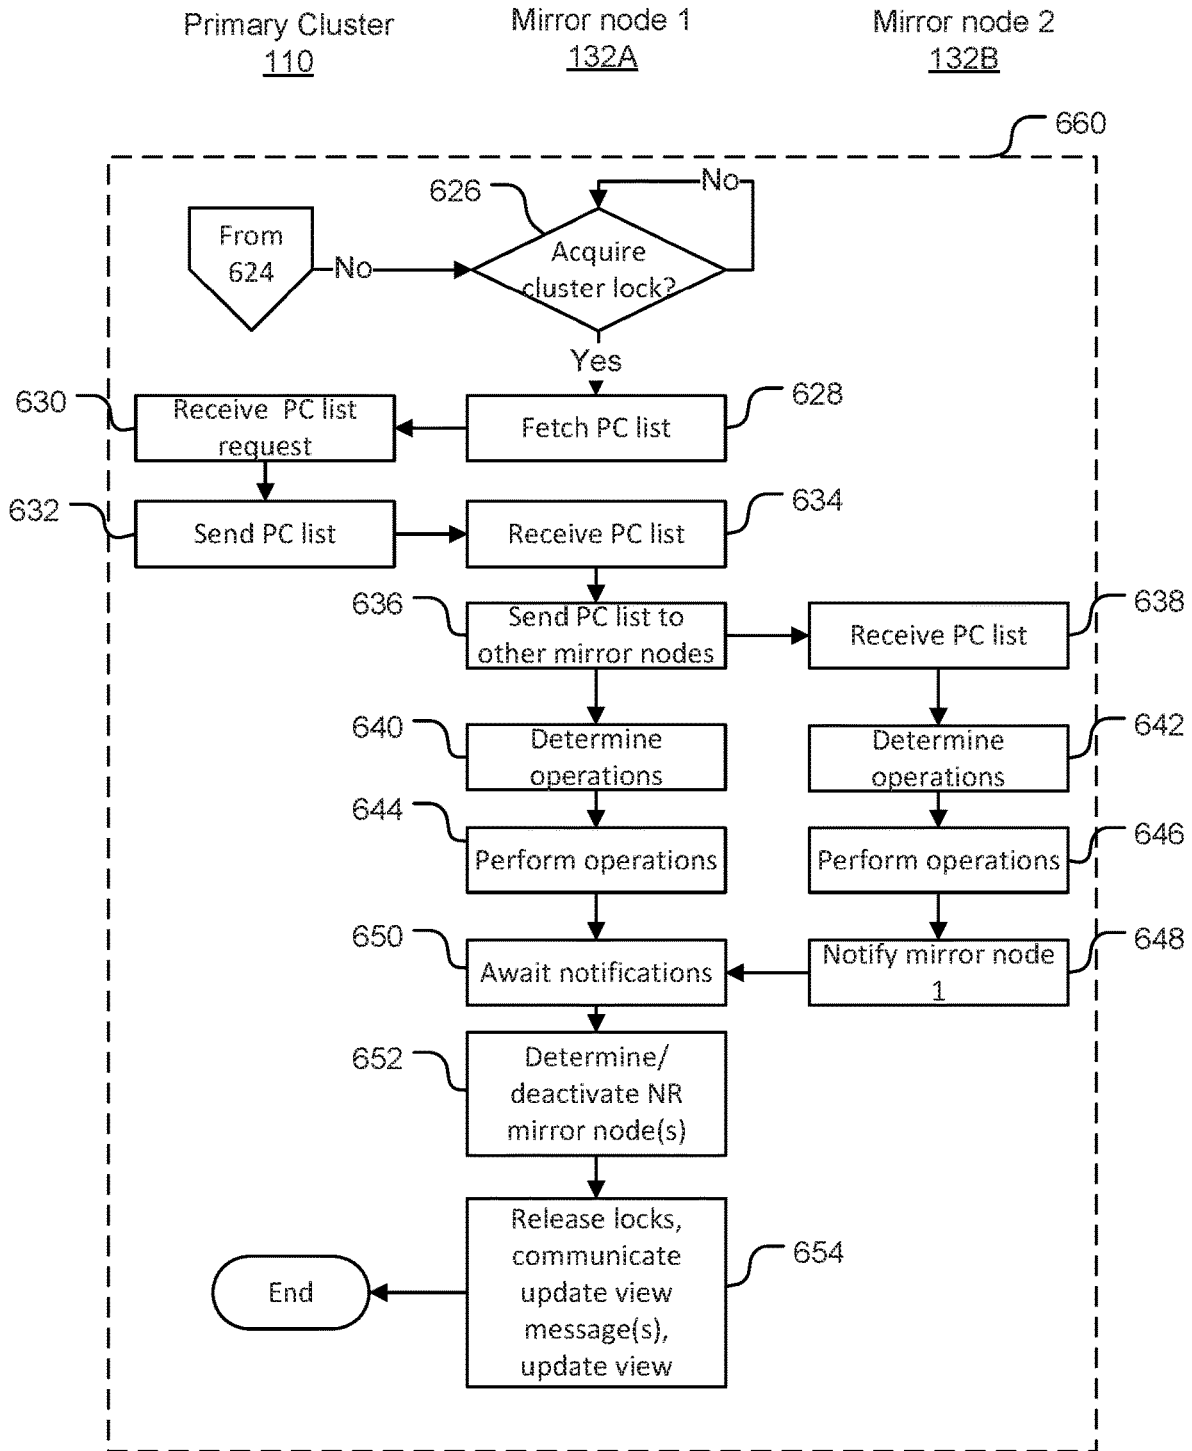 Primary Cluster
110
Mirror node 1
132A
Mirror node 2
132B
660
626
No
From
624
No
Acquire
cluster lock?
Yes
630
Receive PC list
request
Fetch PC list
628
632
Send PC list
Receive PC list
634
636
Send PC list to
other mirror nodes
Receive PC list
638
640
Determine
operations
Determine
operations
642
644
Perform operations
Perform operations
646
650
Await notifications
Notify mirror node
1
648
652
Determine/
deactivate NR
mirror node(s)
End
Release locks,
communicate
update view
message(s),
update view
654